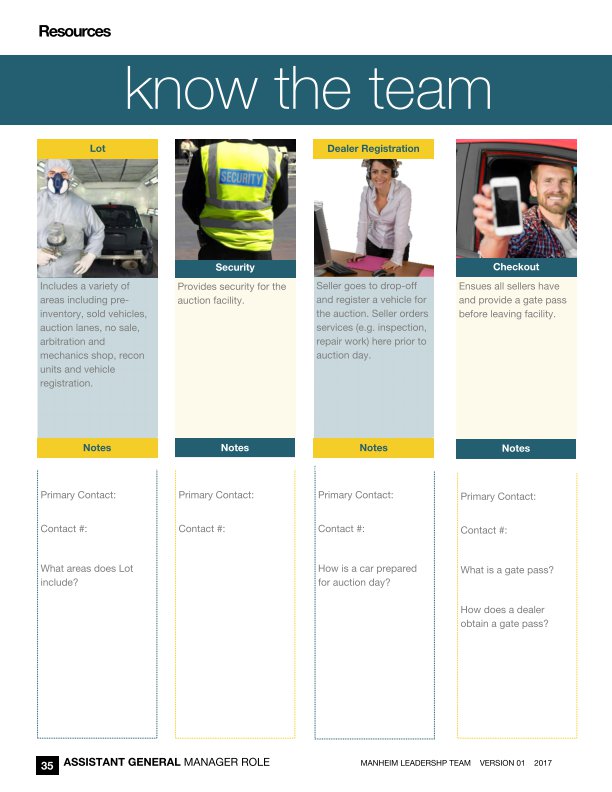 Resources
know the team
Lot
Includes a variety of
areas including pre-
inventory, sold vehicles,
auction lanes, no sale,
arbitration and
mechanics shop, recon
units and vehicle
registration.
Notes
Primary Contact:
Contact #:
What areas does Lot
include?
SECURITY
Security
Provides security for the
auction facility.
Notes
Primary Contact:
Contact #:
Dealer Registration
Seller goes to drop-off
and register a vehicle for
the auction. Seller orders
services (e.g. inspection,
repair work) here prior to
auction day.
Notes
Primary Contact:
Contact #:
How is a car prepared
for auction day?
Checkout
Ensues all sellers have
and provide a gate pass
before leaving facility.
Notes
Primary Contact:
Contact #:
What is a gate pass?
How does a dealer
obtain a gate pass?
35 ASSISTANT GENERAL MANAGER ROLE
MANHEIM LEADERSHP TEAM VERSION 01 2017